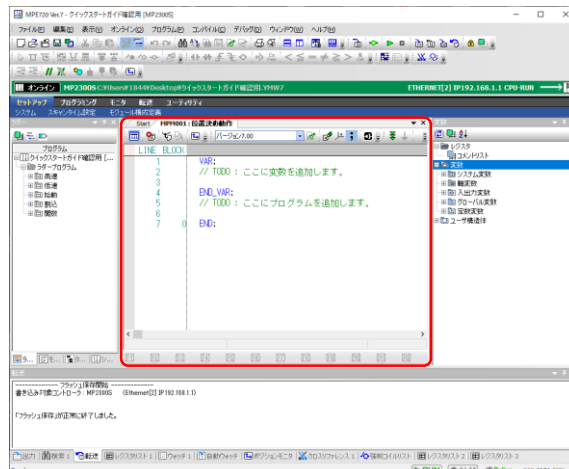 MPE720 Ver.7 - クイックスタートガイド確認用 [MP2300S]
ファイル(F) 編集(E) 表示(V) オンライン(O) プログラム(P) コンパイル(C) デバッグ(D) ウィンドウ(W) ヘルプ(H)
オンライン MP2300S C:¥Users¥1844¥Desktop¥クイックスタートガイド確認用.YMW7 ETHERNET[2] IP192.168.1.1 CPU-RUN
セットアップ プログラミング モニタ 転送 ユーティリティ
システム スキャンタイム設定 モジュール構成定義
Start MPM001 : 位置決め動作
バージョン7.00
プログラム
クイックスタートガイド確認用 [...
ラダープログラム
高速
低速
始動
割込
関数
LINE BLOCK
1 VAR;
2 // TODO : ここに変数を追加します。
3
4 END_VAR;
5 // TODO : ここにプログラムを追加します。
6
7 0 END;
変数
レジスタ
コメントリスト
変数
システム変数
軸変数
入出力変数
グローバル変数
定数変数
ユーザ構造体
転送
---------- フラッシュ保存開始 ----------
書き込み対象コントローラ : MP2300S (Ethernet[2] IP192.168.1.1)
「フラッシュ保存」が正常に終了しました。
出力 検索 1 転送 レジスタリスト 1 ウォッチ 1 自動ウォッチ ポジションモニタ クロスリファレンス 1 強制コイルリスト レジスタリスト 2 レジスタリスト 3